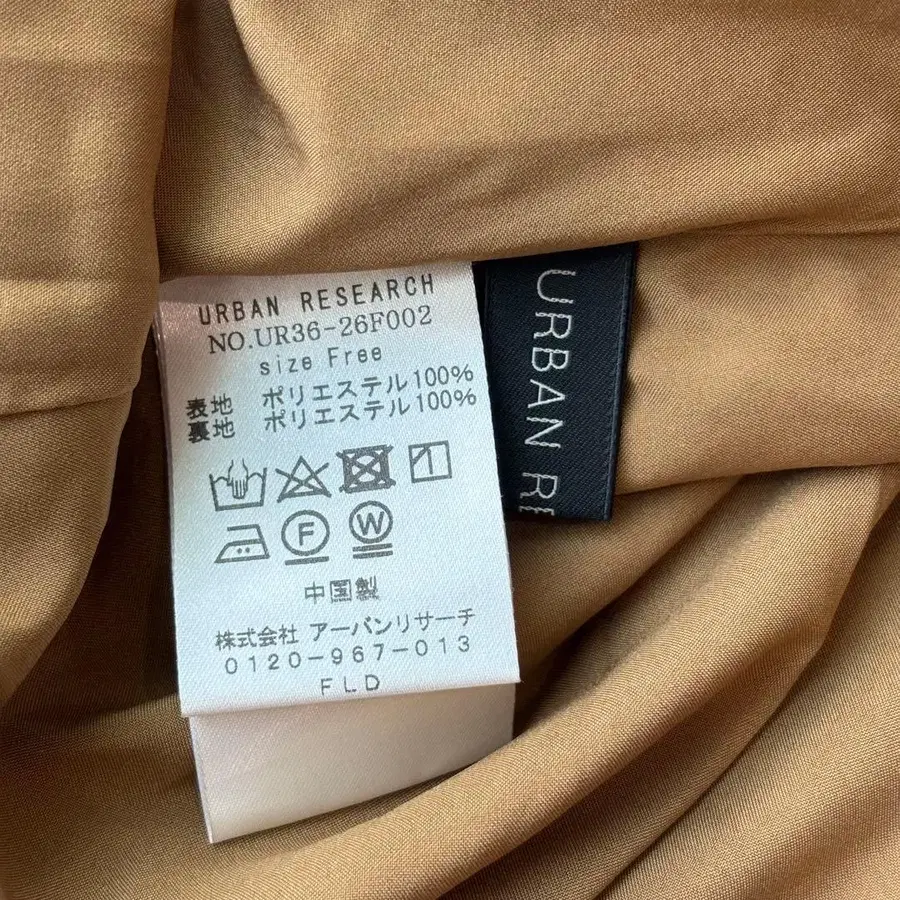 URBAN RESEARCH
NO.UR36-26F002
size Free
表地 ポリエステル100%
裏地 ポリエステル100%
F W
中国製
株式会社 アーバンリサーチ
0120-967-013
FLD
URBAN RE